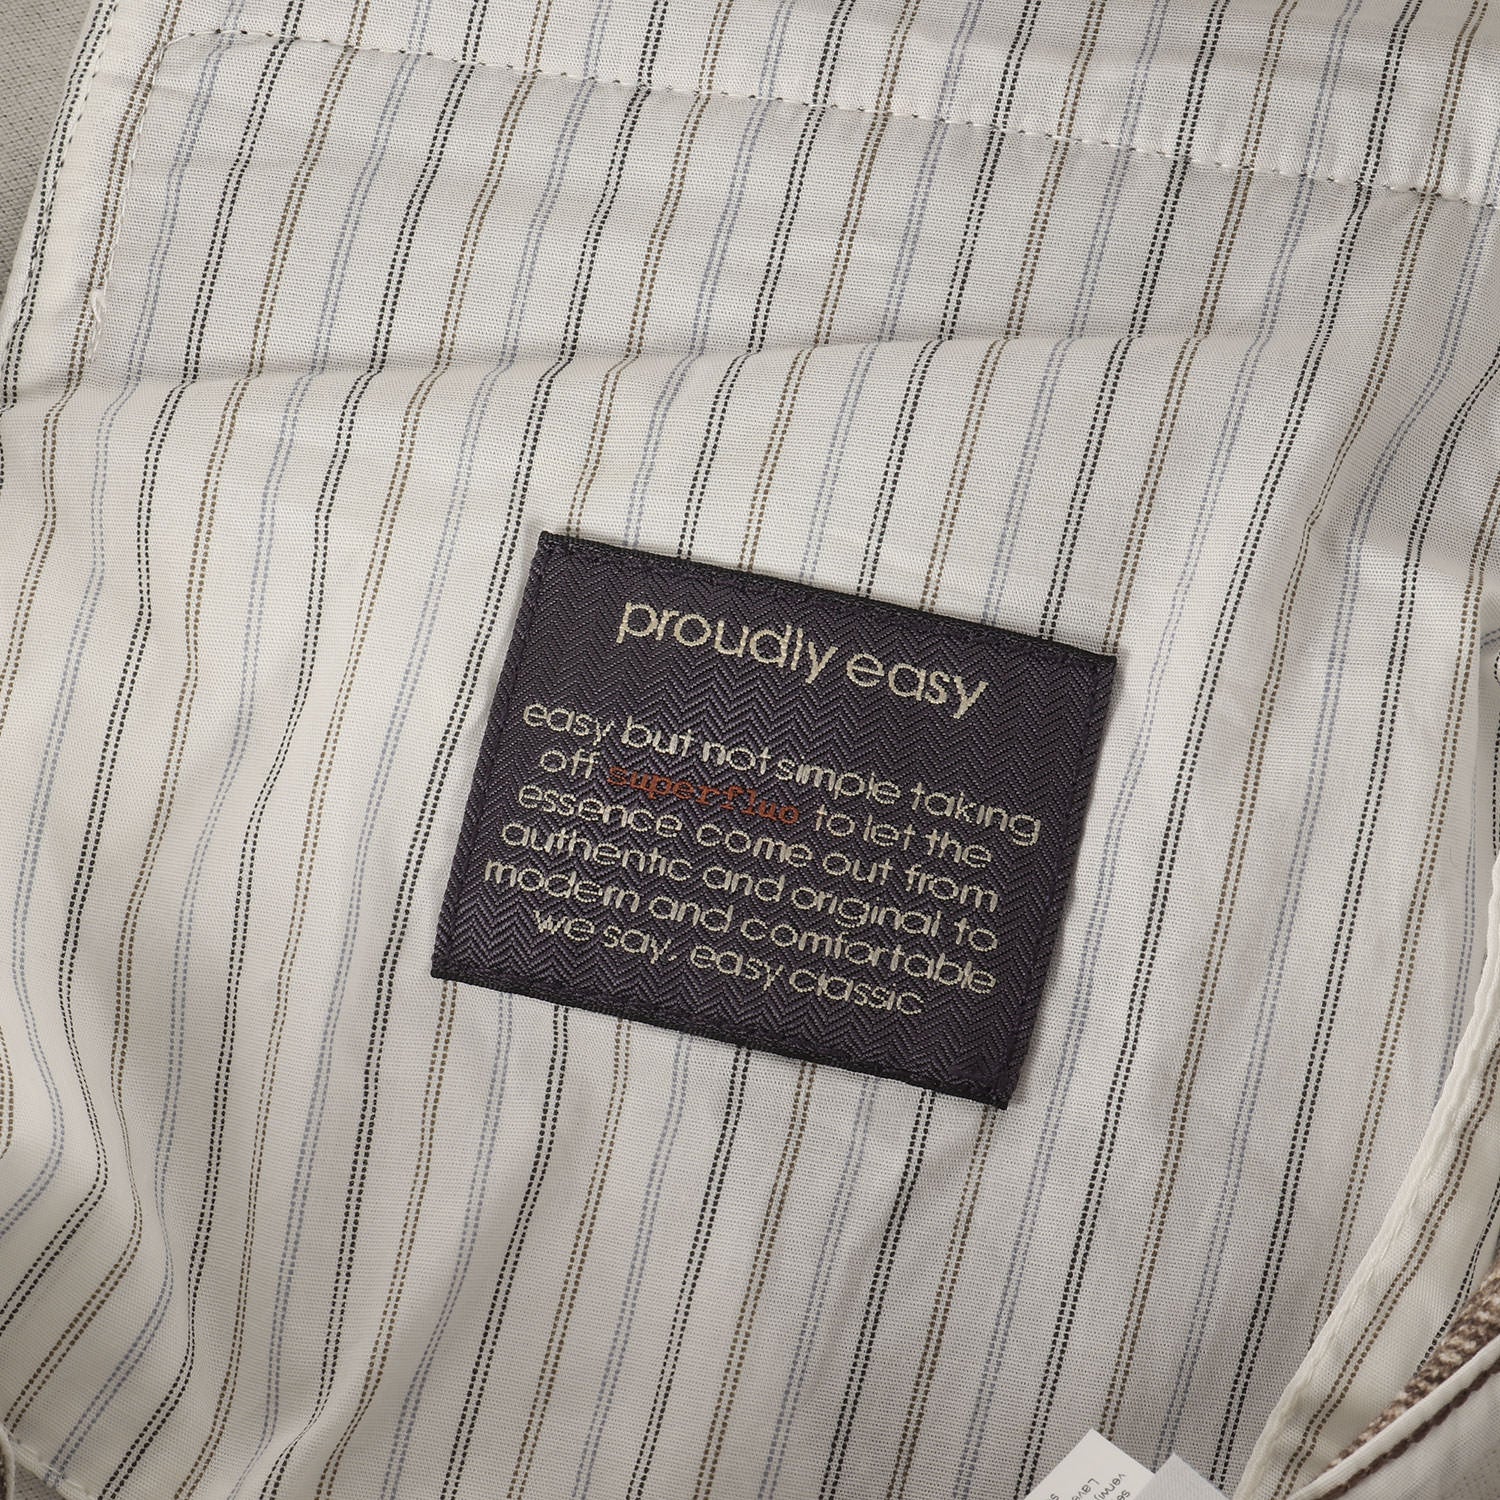 proudly easy
easy but not simple taking
off superfluo to let the
essence come out from
authentic and original to
modern and comfortable
we say, easy classic